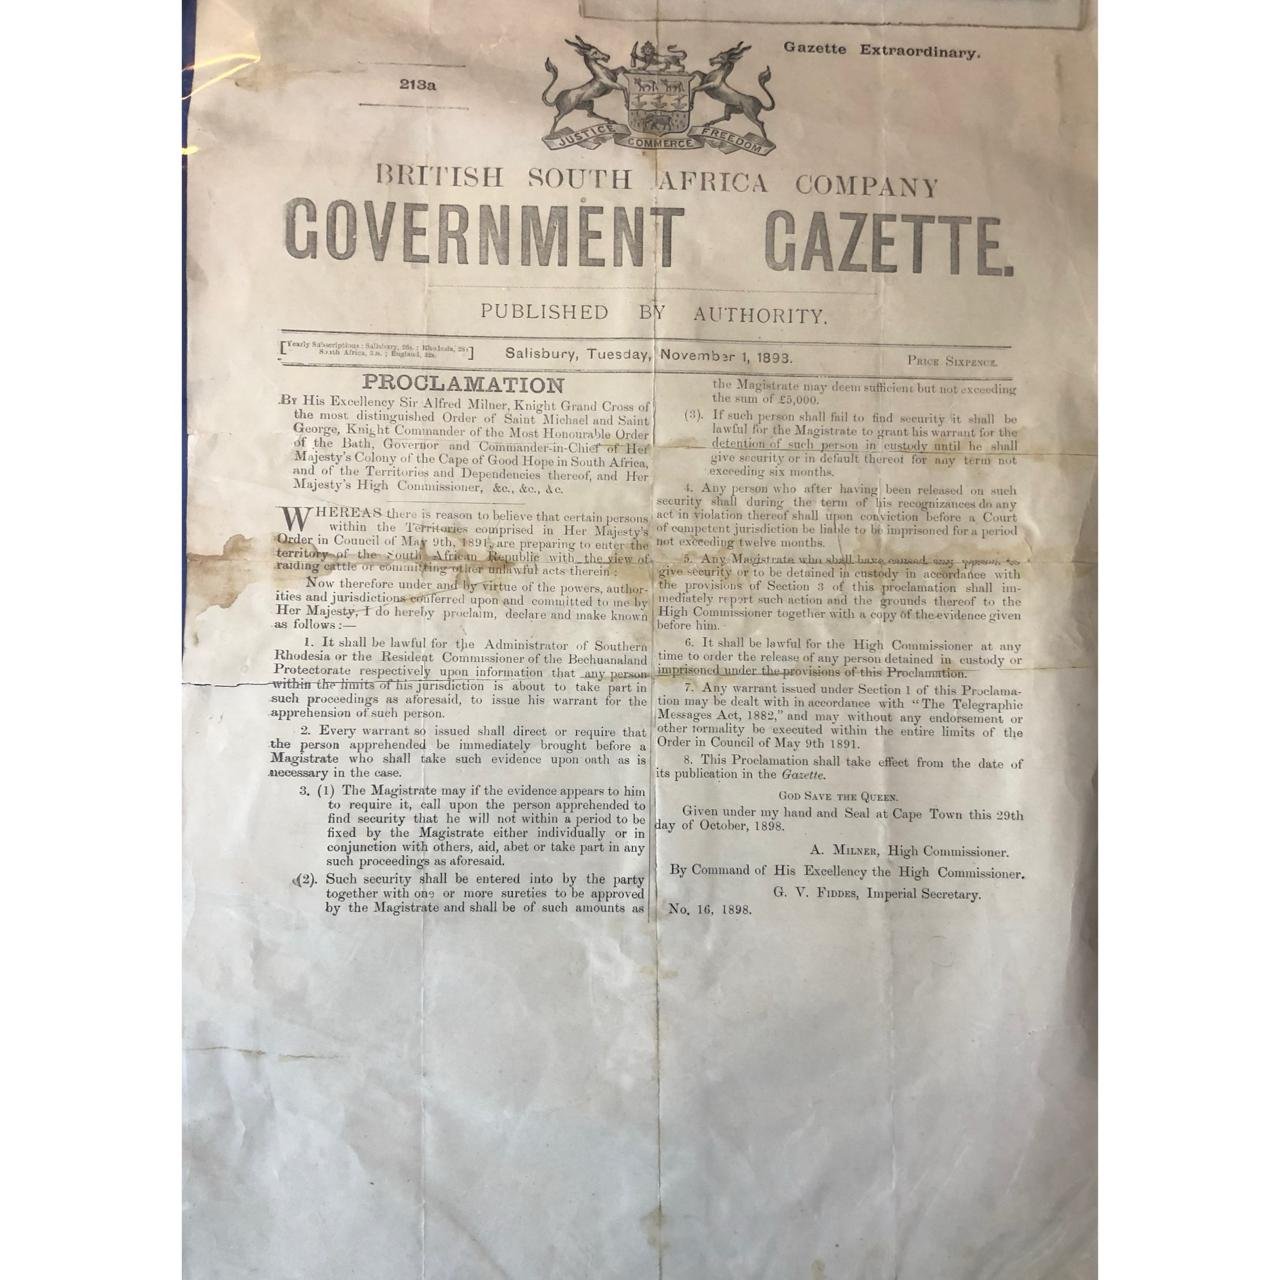 Gazette Extraordinary.
213a
JUSTICE COMMERCE FREEDOM
BRITISH SOUTH AFRICA COMPANY
GOVERNMENT GAZETTE.
PUBLISHED BY AUTHORITY.
[Yearly Subscriptions: Salisbury, 26s.; Rhodesia,
South Africa, ; England, 32s.]
Salisbury, Tuesday, November 1, 1898.
PRICE SIXPENCE.
PROCLAMATION
By His Excellency Sir Alfred Milner, Knight Grand Cross of
the most distinguished Order of Saint Michael and Saint
George, Knight Commander of the Most Honourable Order
of the Bath, Governor and Commander-in-Chief of Her
Majesty's Colony of the Cape of Good Hope in South Africa,
and of the Territories and Dependencies thereof, and Her
Majesty's High Commissioner, &c., &c., &c.
WHEREAS there is reason to believe that certain persons
within the Territories comprised in Her Majesty's
Order in Council of May 9th, 1891, are preparing to enter the
territory of the South African Republic with the view of
raiding cattle or committing other unlawful acts therein:
Now therefore under and by virtue of the powers, author-
ities and jurisdictions conferred upon and committed to me by
Her Majesty, I do hereby proclaim, declare and make known
as follows:—
1. It shall be lawful for the Administrator of Southern
Rhodesia or the Resident Commissioner of the Bechuanaland
Protectorate respectively upon information that any person
within the limits of his jurisdiction is about to take part in
such proceedings as aforesaid, to issue his warrant for the
apprehension of such person.
2. Every warrant so issued shall direct or require that
the person apprehended be immediately brought before a
Magistrate who shall take such evidence upon oath as is
necessary in the case.
3. (1) The Magistrate may if the evidence appears to him
to require it, call upon the person apprehended to
find security that he will not within a period to be
fixed by the Magistrate either individually or in
conjunction with others, aid, abet or take part in any
such proceedings as aforesaid.
(2). Such security shall be entered into by the party
together with one or more sureties to be approved
by the Magistrate and shall be of such amounts as
the Magistrate may deem sufficient but not exceeding
the sum of £5,000.
(3). If such person shall fail to find security it shall be
lawful for the Magistrate to grant his warrant for the
detention of such person in custody until he shall
give security or in default thereof for any term not
exceeding six months.
4. Any person who after having been released on such
security shall during the term of his recognizances do any
act in violation thereof shall upon conviction before a Court
of competent jurisdiction be liable to be imprisoned for a period
not exceeding twelve months.
5. Any Magistrate who shall have caused any person to
give security or to be detained in custody in accordance with
the provisions of Section 3 of this proclamation shall im-
mediately report such action and the grounds thereof to the
High Commissioner together with a copy of the evidence given
before him.
6. It shall be lawful for the High Commissioner at any
time to order the release of any person detained in custody or
imprisoned under the provisions of this Proclamation.
7. Any warrant issued under Section 1 of this Proclama-
tion may be dealt with in accordance with "The Telegraphic
Messages Act, 1882," and may without any endorsement or
other formality be executed within the entire limits of the
Order in Council of May 9th 1891.
8. This Proclamation shall take effect from the date of
its publication in the Gazette.
GOD SAVE THE QUEEN.
Given under my hand and Seal at Cape Town this 29th
day of October, 1898.
A. MILNER, High Commissioner.
By Command of His Excellency the High Commissioner.
G. V. FIDDES, Imperial Secretary.
No. 16, 1898.